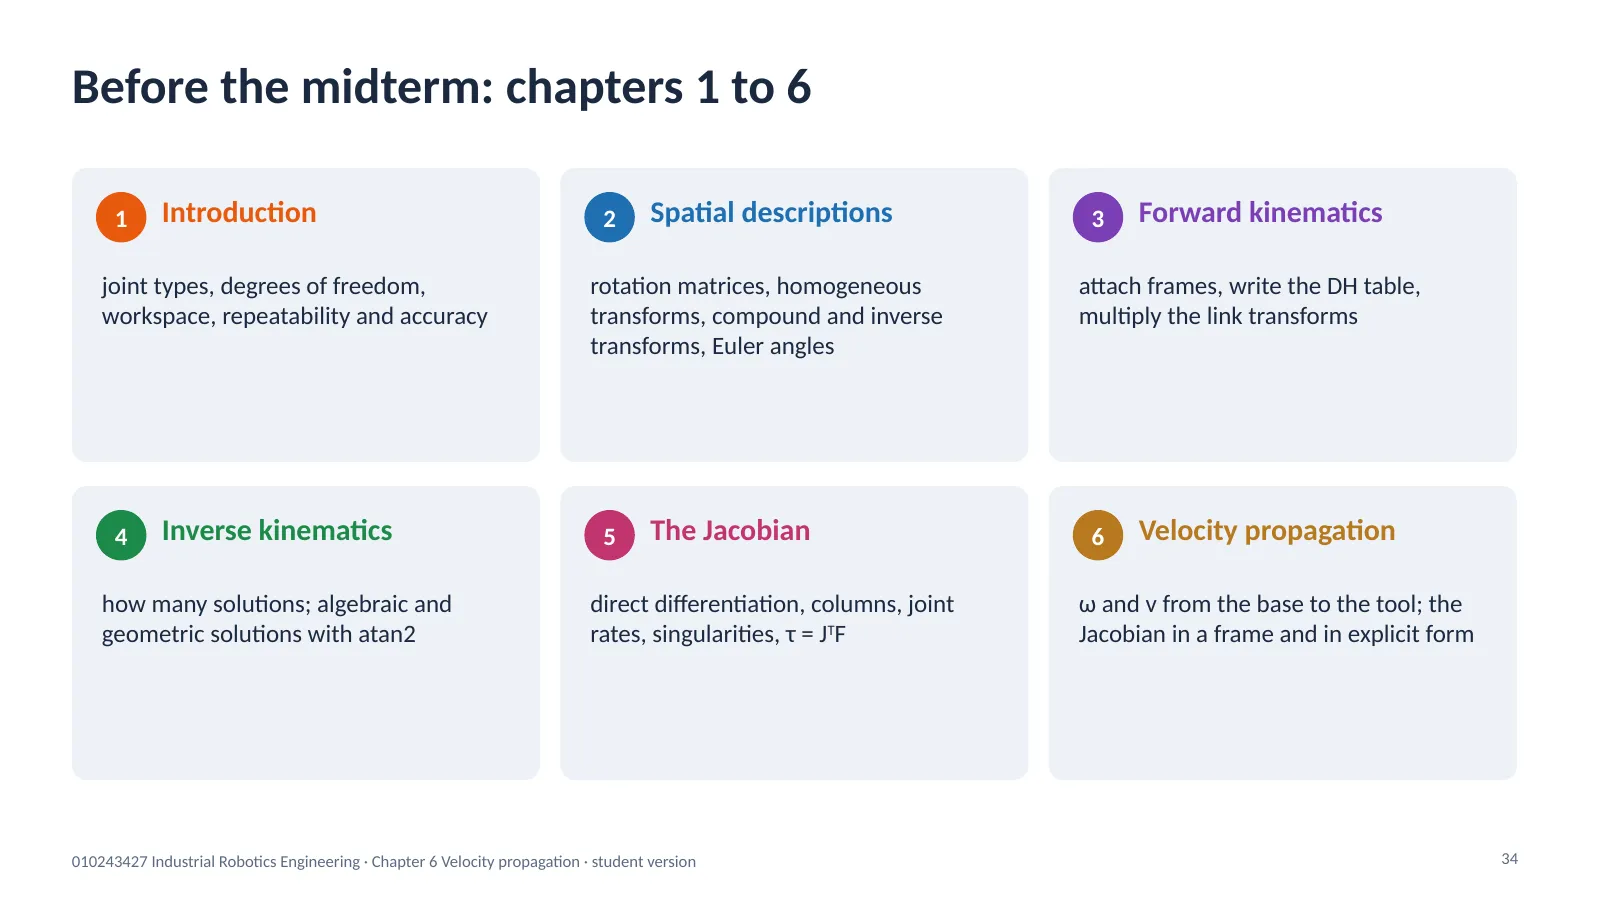 Before the midterm: chapters 1 to 6
1 Introduction
joint types, degrees of freedom,
workspace, repeatability and accuracy
2 Spatial descriptions
rotation matrices, homogeneous
transforms, compound and inverse
transforms, Euler angles
3 Forward kinematics
attach frames, write the DH table,
multiply the link transforms
4 Inverse kinematics
how many solutions; algebraic and
geometric solutions with atan2
5 The Jacobian
direct differentiation, columns, joint
rates, singularities, τ = JᵀF
6 Velocity propagation
ω and v from the base to the tool; the
Jacobian in a frame and in explicit form
010243427 Industrial Robotics Engineering · Chapter 6 Velocity propagation · student version
34